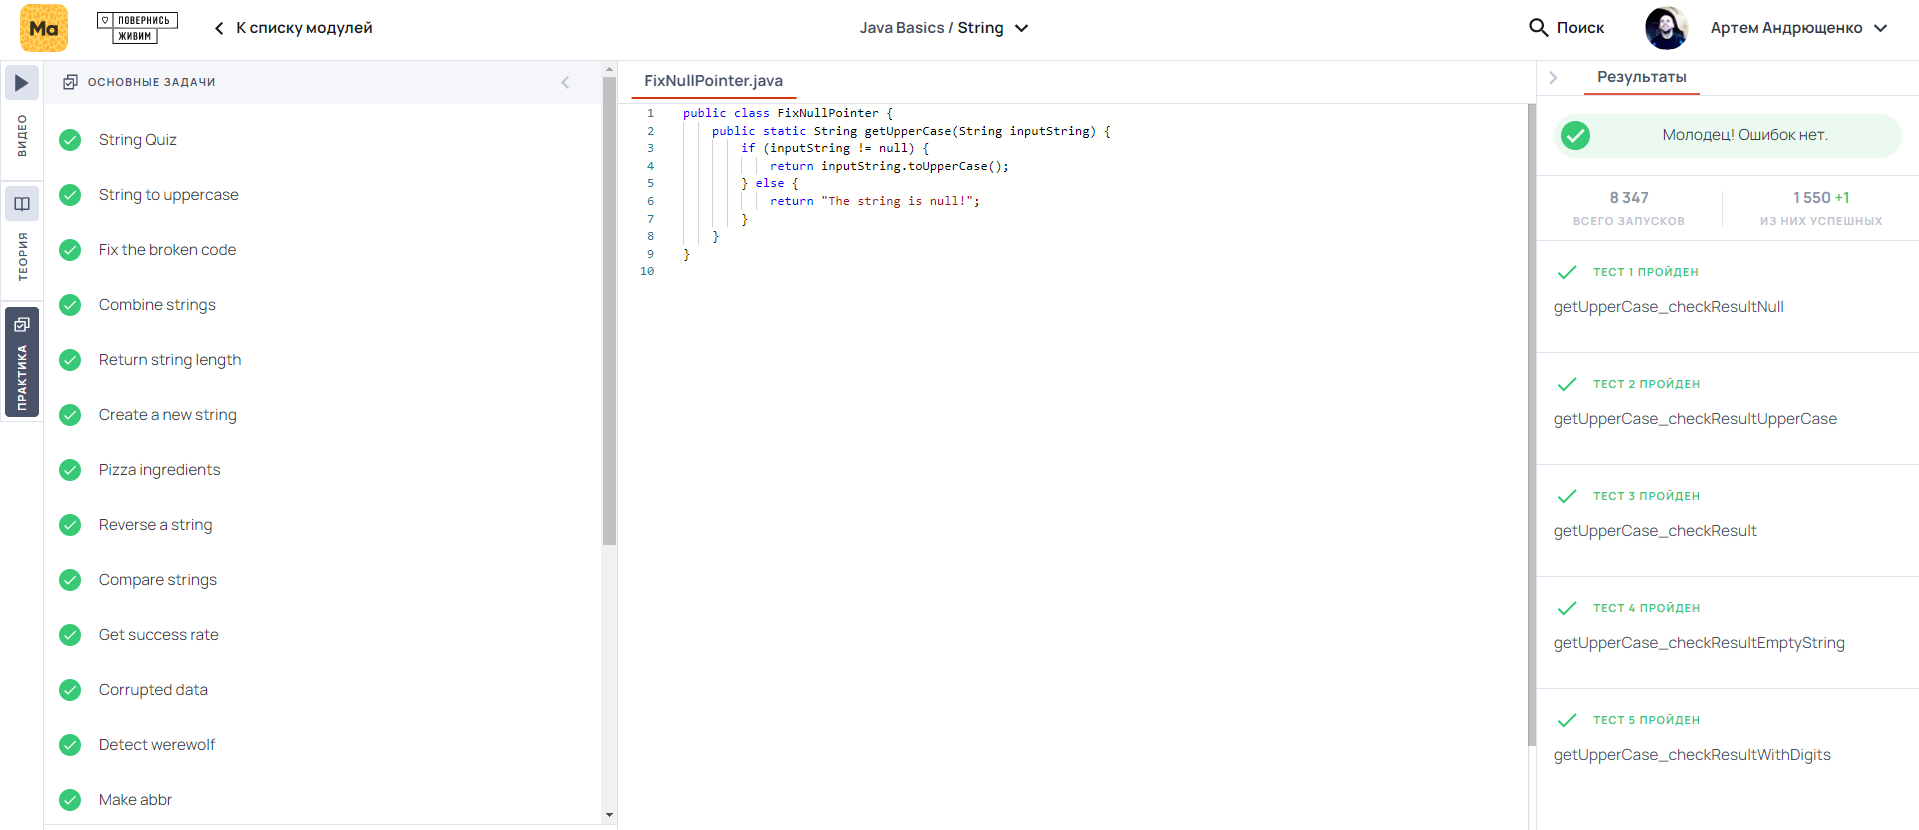 Ma
ПОВЕРНИСЬ
ЖИВИМ
К списку модулей
Java Basics / String
Поиск
Артем Андрющенко
ВИДЕО
ТЕОРИЯ
ПРАКТИКА
ОСНОВНЫЕ ЗАДАЧИ
String Quiz
String to uppercase
Fix the broken code
Combine strings
Return string length
Create a new string
Pizza ingredients
Reverse a string
Compare strings
Get success rate
Corrupted data
Detect werewolf
Make abbr
FixNullPointer.java
1 public class FixNullPointer {
2 public static String getUpperCase(String inputString) {
3 if (inputString != null) {
4 return inputString.toUpperCase();
5 } else {
6 return "The string is null!";
7 }
8 }
9 }
10
Результаты
Молодец! Ошибок нет.
8 347
ВСЕГО ЗАПУСКОВ
1 550 +1
ИЗ НИХ УСПЕШНЫХ
ТЕСТ 1 ПРОЙДЕН
getUpperCase_checkResultNull
ТЕСТ 2 ПРОЙДЕН
getUpperCase_checkResultUpperCase
ТЕСТ 3 ПРОЙДЕН
getUpperCase_checkResult
ТЕСТ 4 ПРОЙДЕН
getUpperCase_checkResultEmptyString
ТЕСТ 5 ПРОЙДЕН
getUpperCase_checkResultWithDigits